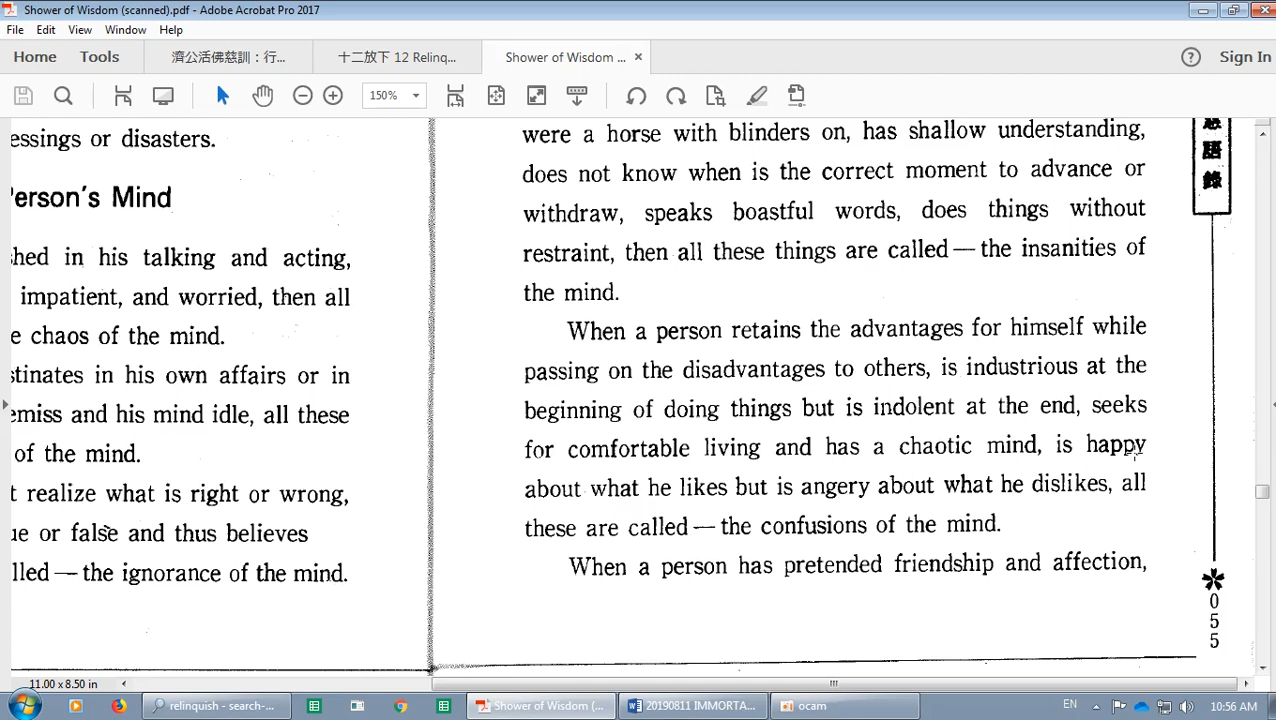 Shower of Wisdom (scanned).pdf - Adobe Acrobat Pro 2017
File Edit View Window Help
Home Tools 濟公活佛慈訓：行... 十二放下 12 Relinq... Shower of Wisdom ... × Sign In
150%
essings or disasters.
Person's Mind
shed in his talking and acting,
impatient, and worried, then all
e chaos of the mind.
stinates in his own affairs or in
emiss and his mind idle, all these
of the mind.
t realize what is right or wrong,
ue or false and thus believes
lled — the ignorance of the mind.
were a horse with blinders on, has shallow understanding,
does not know when is the correct moment to advance or
withdraw, speaks boastful words, does things without
restraint, then all these things are called — the insanities of
the mind.
When a person retains the advantages for himself while
passing on the disadvantages to others, is industrious at the
beginning of doing things but is indolent at the end, seeks
for comfortable living and has a chaotic mind, is happy
about what he likes but is angery about what he dislikes, all
these are called — the confusions of the mind.
When a person has pretended friendship and affection,
語錄
055
11.00 x 8.50 in
relinquish - search-... Shower of Wisdom (... 20190811 IMMORTA... ocam EN 10:56 AM